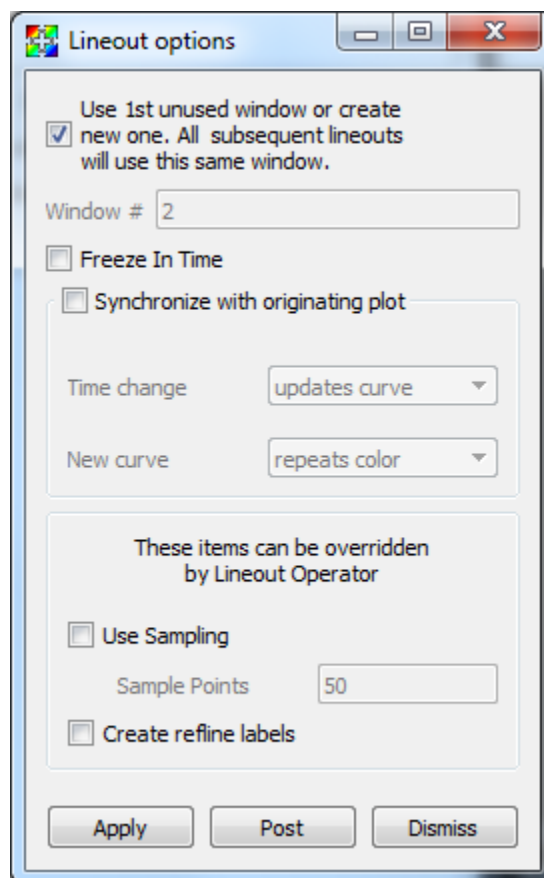 Lineout options
Use 1st unused window or create
new one. All subsequent lineouts
will use this same window.
Window # 2
Freeze In Time
Synchronize with originating plot
Time change updates curve
New curve repeats color
These items can be overridden
by Lineout Operator
Use Sampling
Sample Points 50
Create refline labels
Apply Post Dismiss